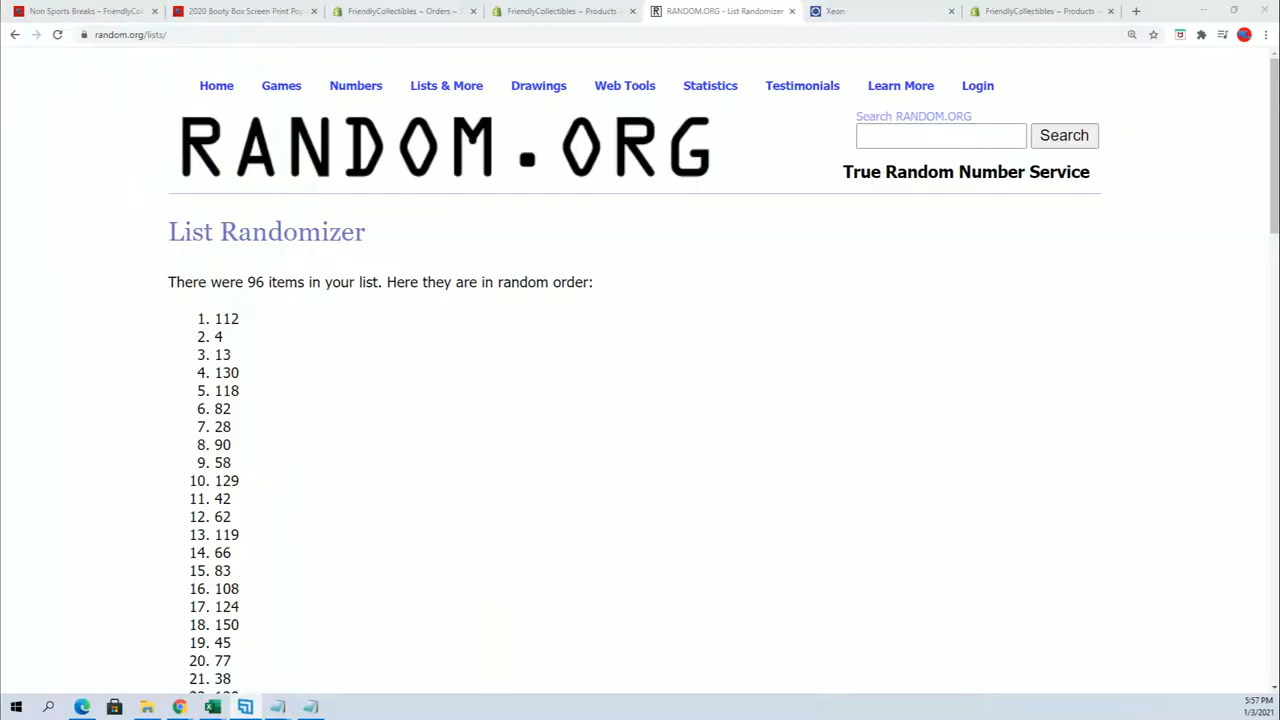 Non Sports Breaks – FriendlyCol
2020 Booty Box Screen Print Pop
FriendlyCollectibles ~ Orders ~ S
FriendlyCollectibles ~ Products ~
RANDOM.ORG - List Randomizer
Xeon
FriendlyCollectibles ~ Products ~
random.org/lists/
Home Games Numbers Lists & More Drawings Web Tools Statistics Testimonials Learn More Login
RANDOM.ORG
Search RANDOM.ORG
Search
True Random Number Service
List Randomizer
There were 96 items in your list. Here they are in random order:
1. 112
2. 4
3. 13
4. 130
5. 118
6. 82
7. 28
8. 90
9. 58
10. 129
11. 42
12. 62
13. 119
14. 66
15. 83
16. 108
17. 124
18. 150
19. 45
20. 77
21. 38
5:57 PM
1/3/2021